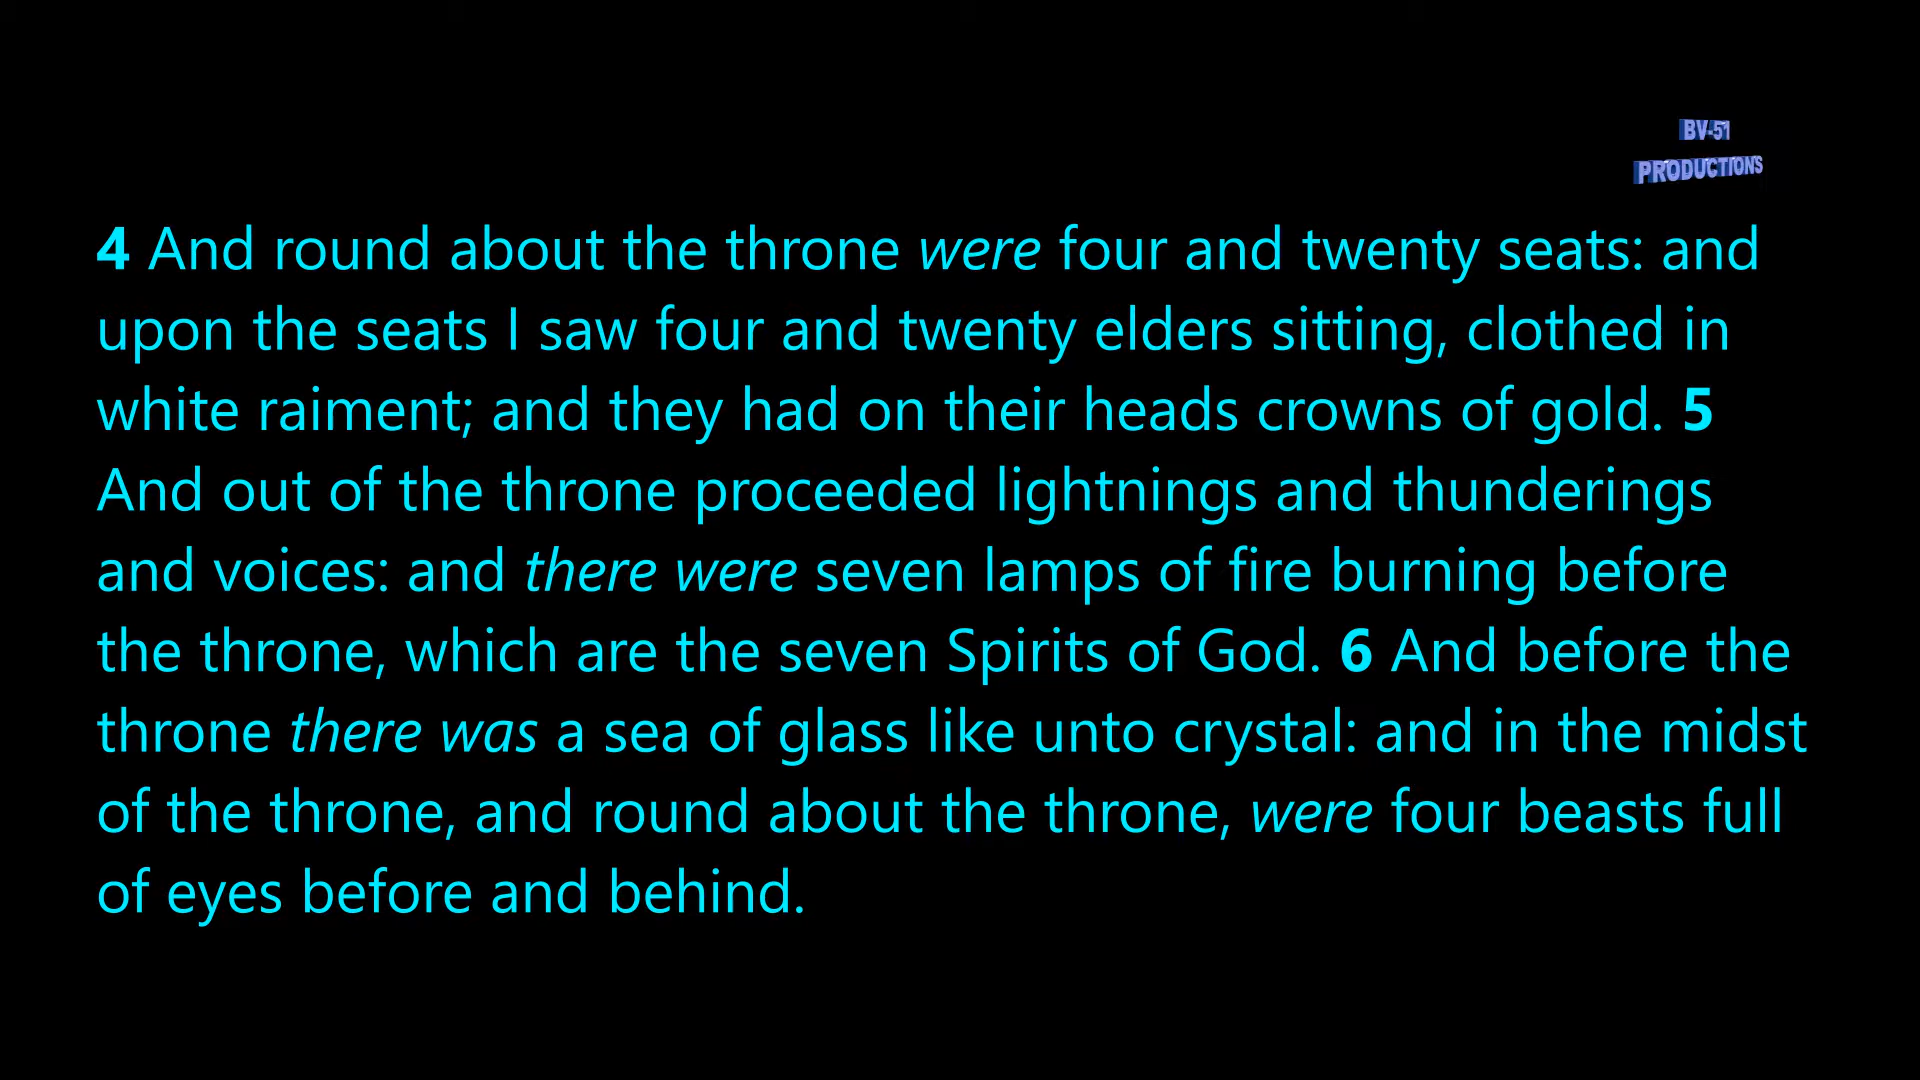 BV-51
PRODUCTIONS
4 And round about the throne were four and twenty seats: and
upon the seats I saw four and twenty elders sitting, clothed in
white raiment; and they had on their heads crowns of gold. 5
And out of the throne proceeded lightnings and thunderings
and voices: and there were seven lamps of fire burning before
the throne, which are the seven Spirits of God. 6 And before the
throne there was a sea of glass like unto crystal: and in the midst
of the throne, and round about the throne, were four beasts full
of eyes before and behind.